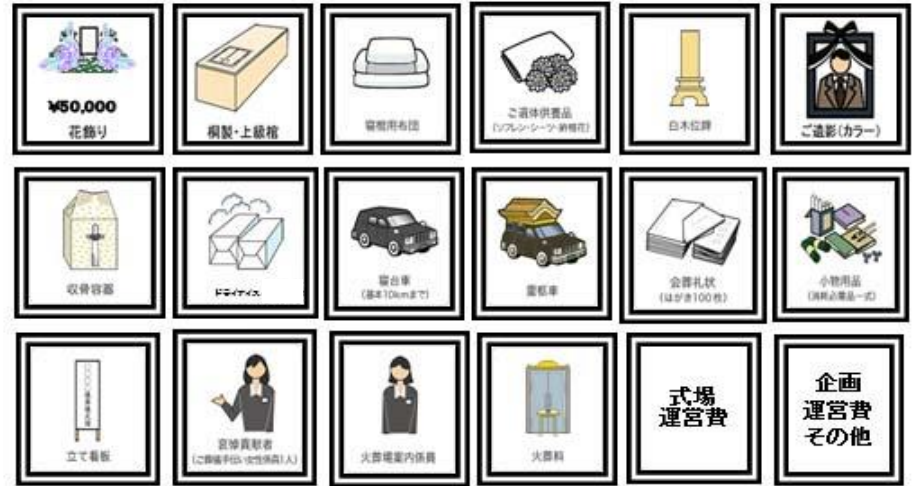 ¥50,000
花飾り
桐製・上級棺
寝棺用布団
ご遺体供養品
(ソフレン・シーツ・納棺花)
白木位牌
ご遺影(カラー)
収骨容器
ドライアイス
寝台車
(基本10kmまで)
霊柩車
会葬礼状
(はがき100枚)
小物用品
(消耗必需品一式)
立て看板
哀悼貢献者
(ご葬儀手伝い女性係員1人)
火葬場案内係員
火葬料
式場
運営費
企画
運営費
その他